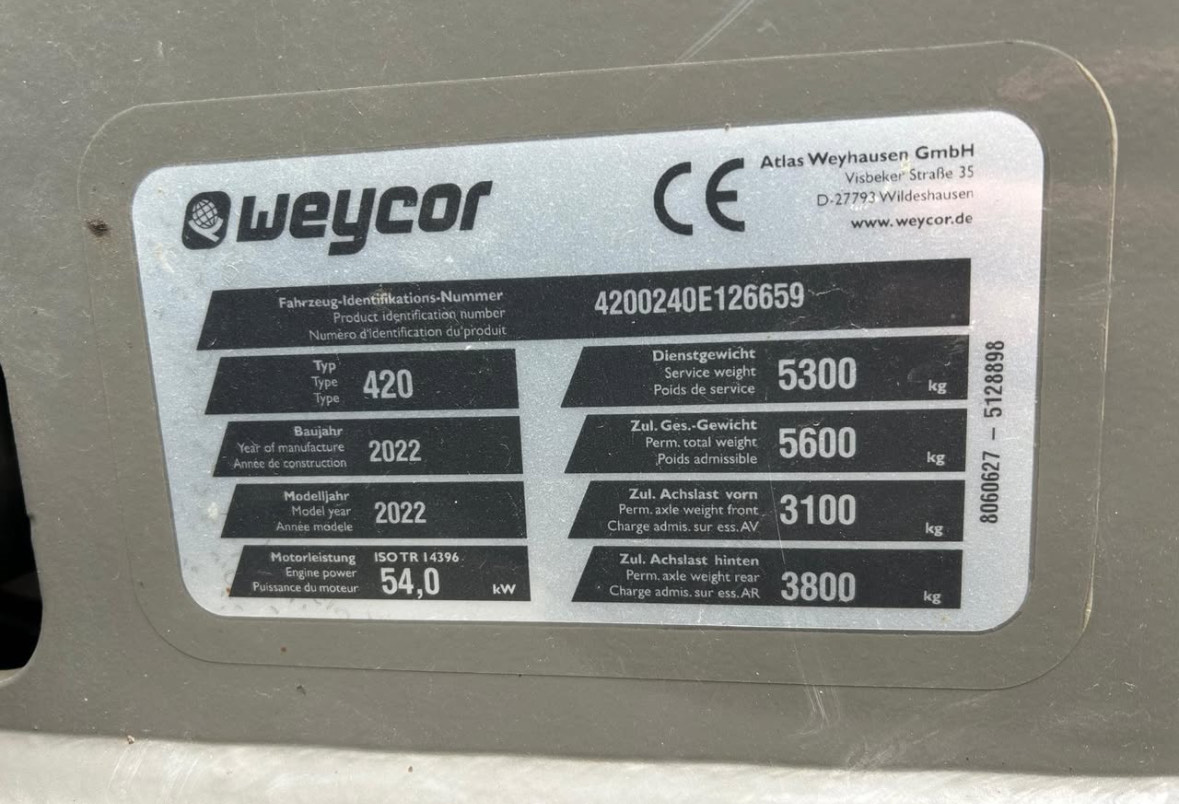 weycor
CE
Atlas Weyhausen GmbH
Visbeker Straße 35
D-27793 Wildeshausen
www.weycor.de
Fahrzeug-Identifikations-Nummer
Product identification number
Numèro d'identification du produit
4200240E126659
Typ
Type
Type
420
Baujahr
Year of manufacture
Annee de construction
2022
Modelljahr
Model year
Année modele
2022
Motorleistung ISO TR 14396
Engine power
Puissance du moteur
54,0 kW
Dienstgewicht
Service weight
Poids de service
5300 kg
Zul. Ges.-Gewicht
Perm. total weight
Poids admissible
5600 kg
Zul. Achslast vorn
Perm. axle weight front
Charge admis. sur ess. AV
3100 kg
Zul. Achslast hinten
Perm. axle weight rear
Charge admis. sur ess. AR
3800 kg
8060627 – 5128898